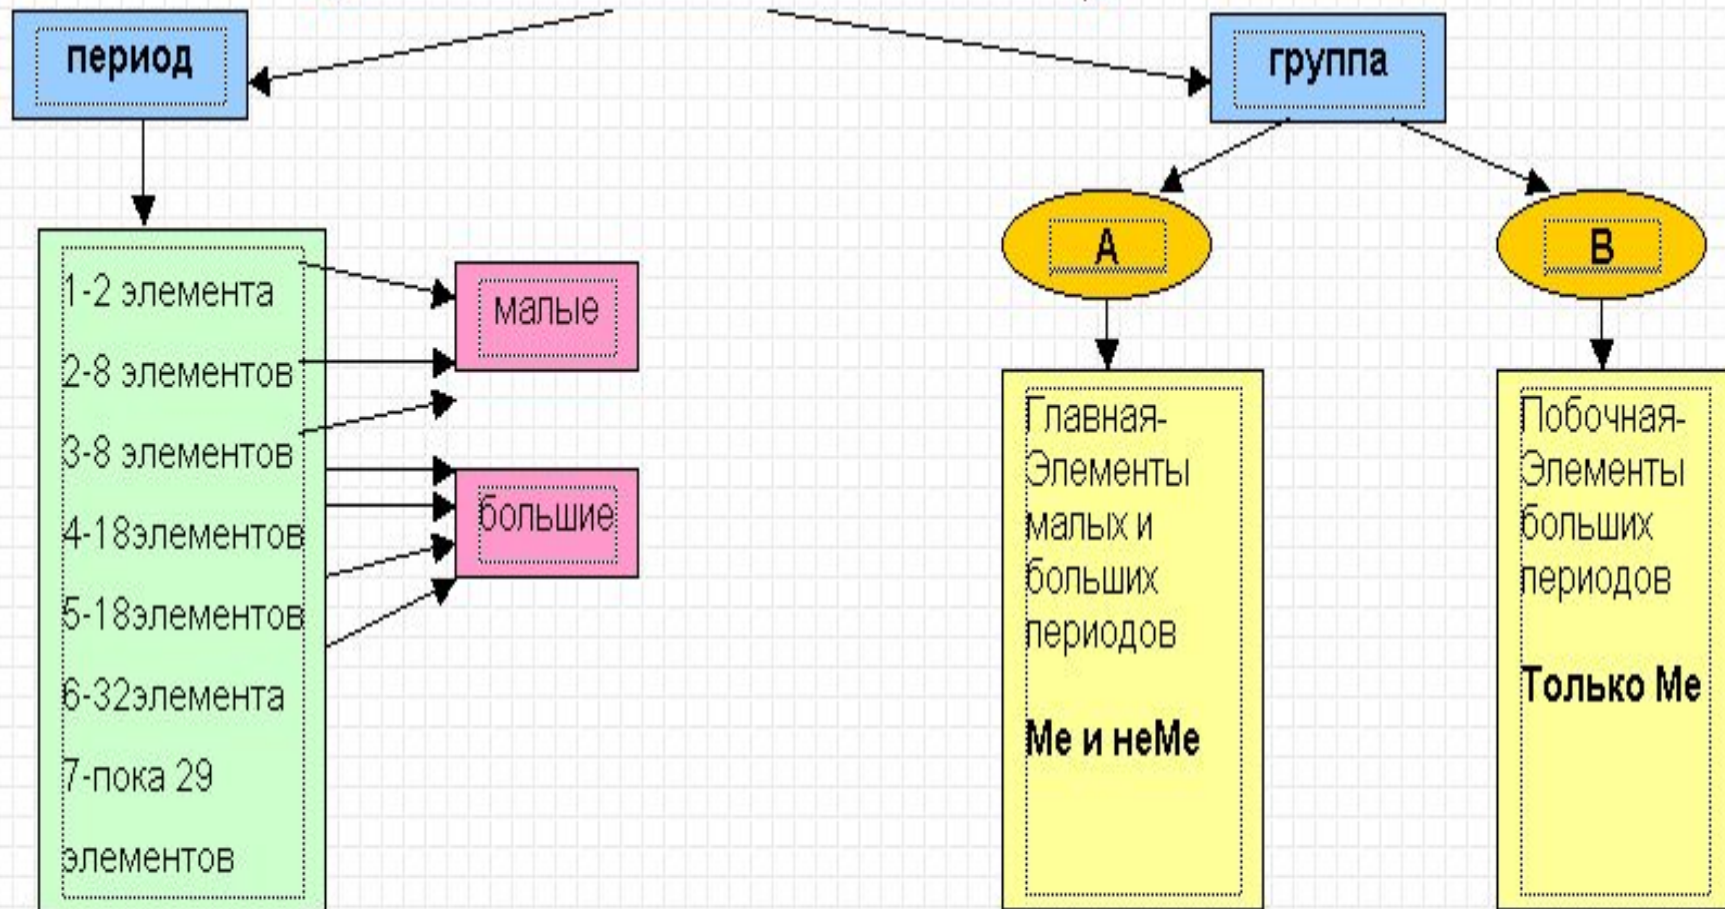 период
группа
А
В
1-2 элемента
2-8 элементов
3-8 элементов
4-18элементов
5-18элементов
6-32элемента
7-пока 29
элементов
малые
большие
Главная-
Элементы
малых и
больших
периодов
Ме и неМе
Побочная-
Элементы
больших
периодов
Только Ме